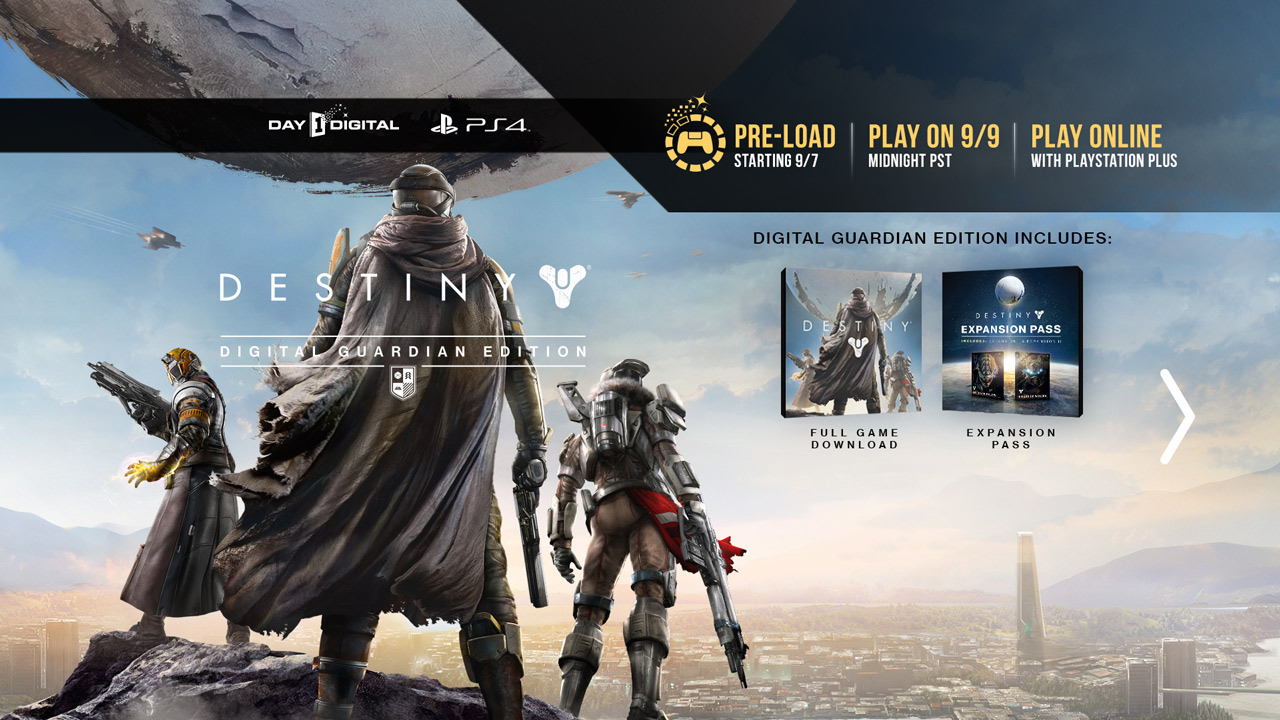 DAY 1 DIGITAL
PS4
PRE-LOAD
STARTING 9/7
PLAY ON 9/9
MIDNIGHT PST
PLAY ONLINE
WITH PLAYSTATION PLUS
DESTINY
DIGITAL GUARDIAN EDITION
DIGITAL GUARDIAN EDITION INCLUDES:
DESTINY
FULL GAME
DOWNLOAD
DESTINY
EXPANSION PASS
EXPANSION
PASS